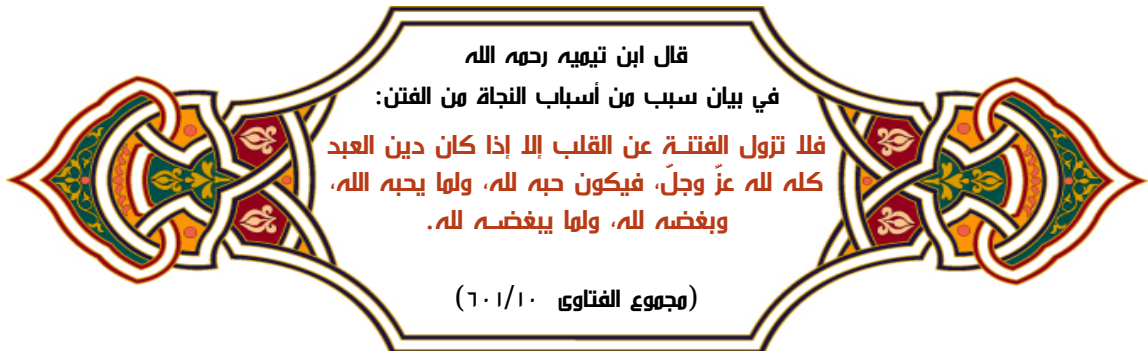 قال ابن تيميه رحمه الله
في بيان سبب من أسباب النجاة من الفتن:
فلا تزول الفتنــة عن القلب إلا إذا كان دين العبد
كله لله عزّ وجلّ، فيكون حبه لله، ولما يحبه الله،
وبغضه لله، ولما يبغضــه لله.
(مجموع الفتاوى ٦٠١/١٠)